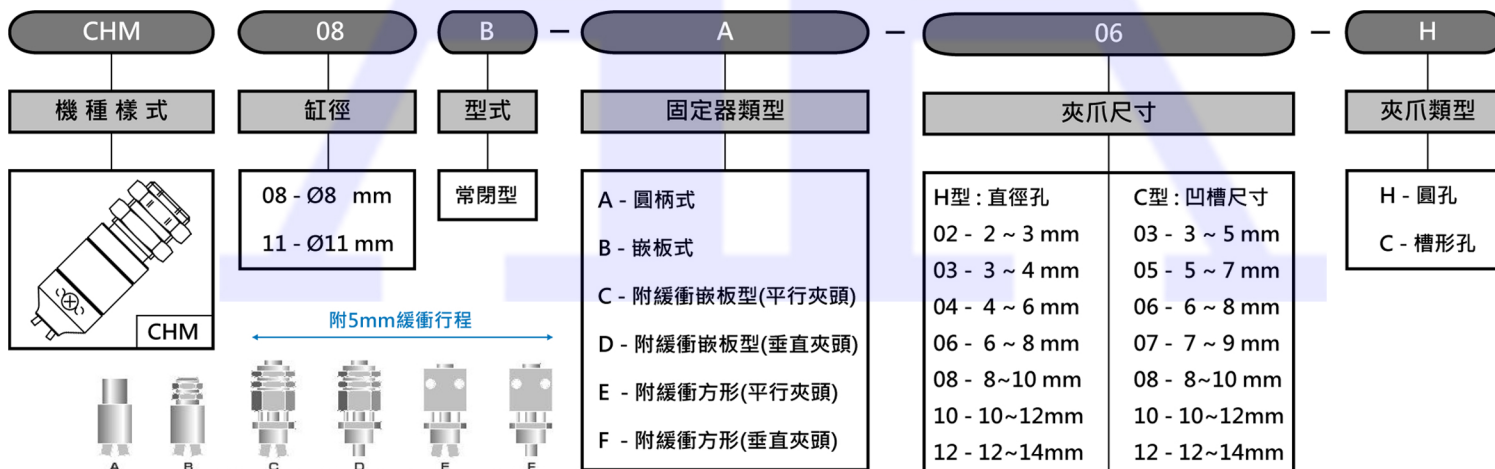 CHM 08 B - A - 06 - H
機種樣式 缸徑 型式 固定器類型 夾爪尺寸 夾爪類型
CHM
08 - Ø8 mm
11 - Ø11 mm
常閉型
A - 圓柄式
B - 嵌板式
C - 附緩衝嵌板型(平行夾頭)
D - 附緩衝嵌板型(垂直夾頭)
E - 附緩衝方形(平行夾頭)
F - 附緩衝方形(垂直夾頭)
H型 : 直徑孔
02 - 2 ~ 3 mm
03 - 3 ~ 4 mm
04 - 4 ~ 6 mm
06 - 6 ~ 8 mm
08 - 8~10 mm
10 - 10~12mm
12 - 12~14mm
C型 : 凹槽尺寸
03 - 3 ~ 5 mm
05 - 5 ~ 7 mm
06 - 6 ~ 8 mm
07 - 7 ~ 9 mm
08 - 8~10 mm
10 - 10~12mm
12 - 12~14mm
H - 圓孔
C - 槽形孔
附5mm緩衝行程
A B C D E F